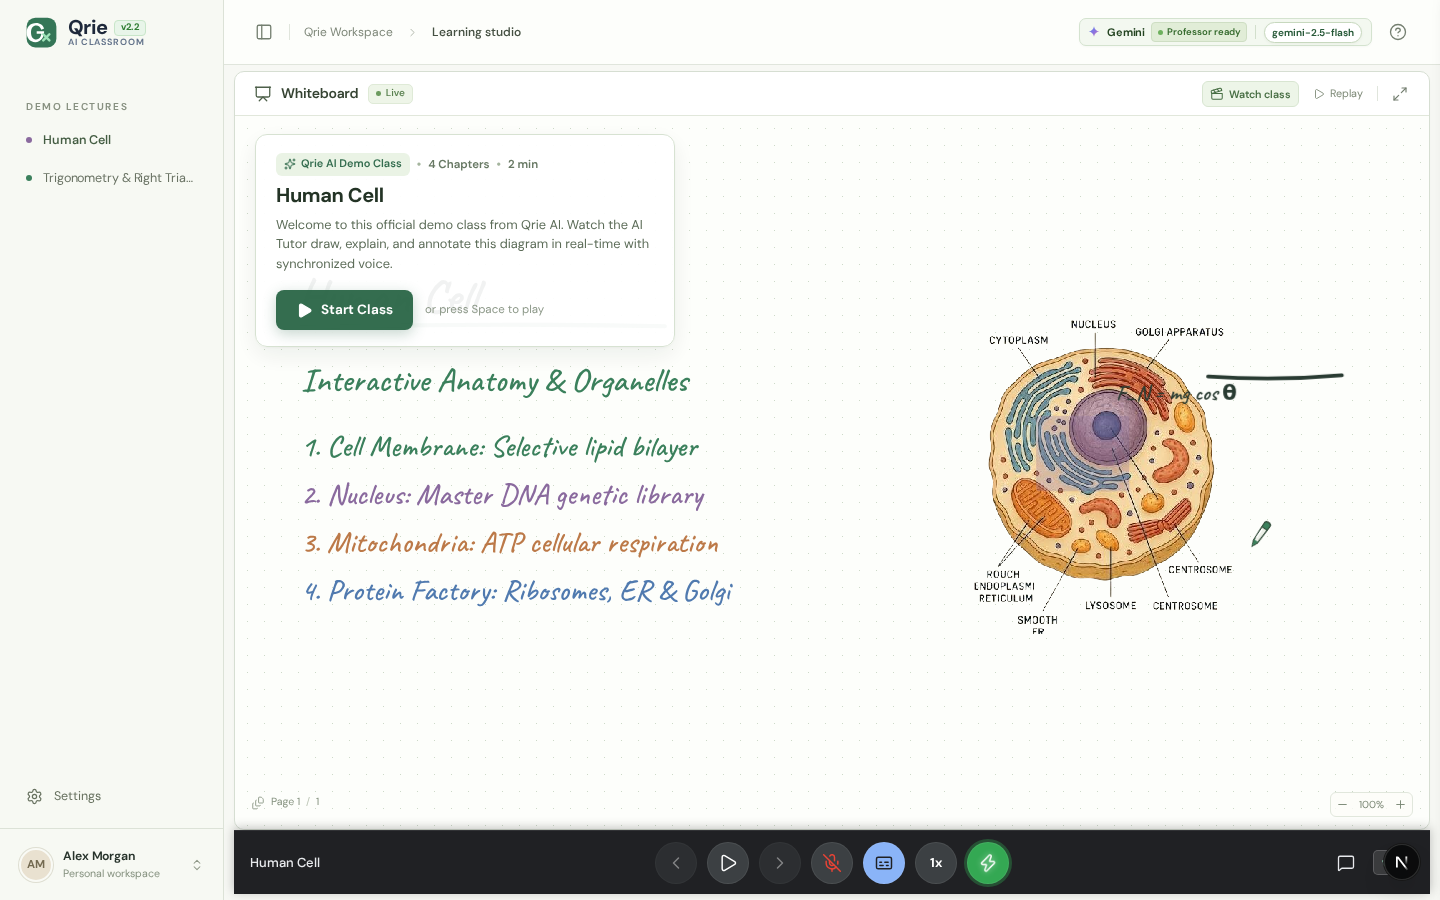 Qrie v2.2
AI CLASSROOM
DEMO LECTURES
Human Cell
Trigonometry & Right Tria...
Settings
AM
Alex Morgan
Personal workspace
Qrie Workspace
Learning studio
Gemini
Professor ready
gemini-2.5-flash
Whiteboard
Live
Watch class
Replay
Qrie AI Demo Class • 4 Chapters • 2 min
Human Cell
Welcome to this official demo class from Qrie AI. Watch the AI
Tutor draw, explain, and annotate this diagram in real-time with
synchronized voice.
Cell
Start Class
or press Space to play
Interactive Anatomy & Organelles
1. Cell Membrane: Selective lipid bilayer
2. Nucleus: Master DNA genetic library
3. Mitochondria: ATP cellular respiration
4. Protein Factory: Ribosomes, ER & Golgi
NUCLEUS
GOLGI APPARATUS
CYTOPLASM
N = mg cos θ
CENTROSOME
ROUCH
ENDOPLASMI
RETICULUM
LYSOSOME
CENTROSOME
SMOOTH
ER
Page 1 / 1
100%
Human Cell
1x
N